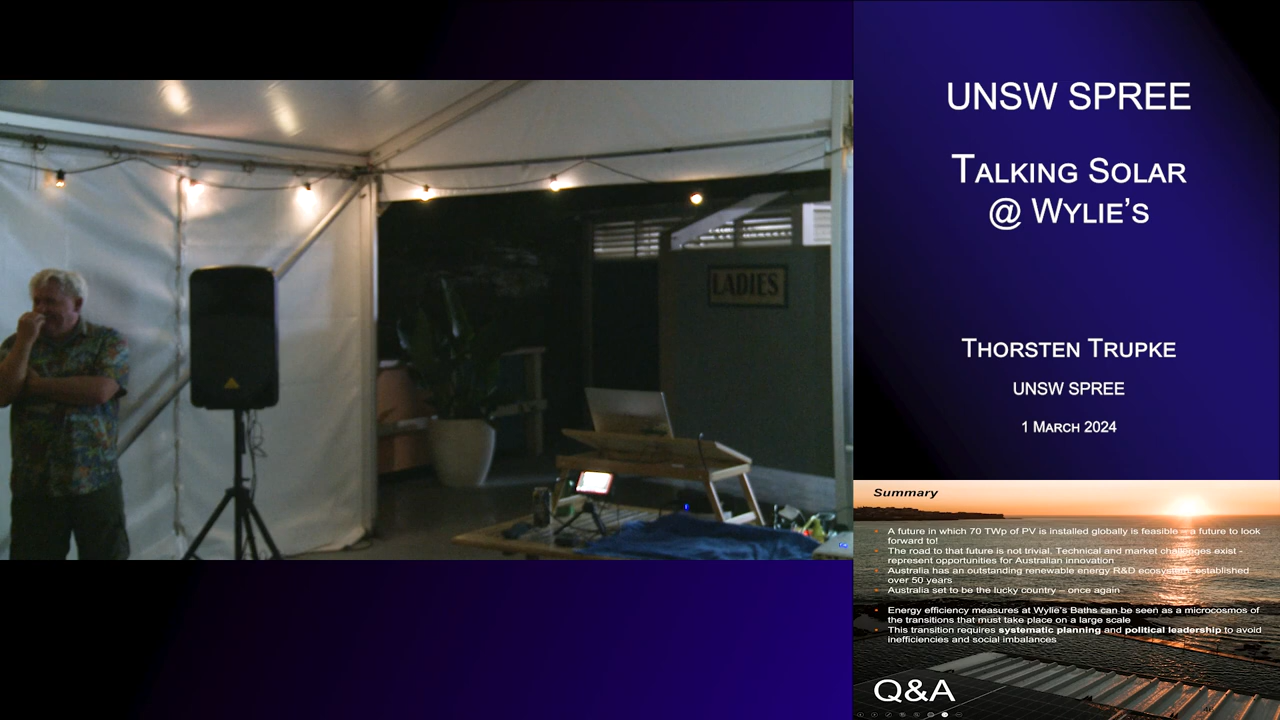 LADIES
UNSW SPREE
TALKING SOLAR
@ WYLIE'S
THORSTEN TRUPKE
UNSW SPREE
1 MARCH 2024
Summary
A future in which 70 TWp of PV is installed globally is feasible – a future to look
forward to!
The road to that future is not trivial. Technical and market challenges exist -
represent opportunities for Australian innovation
Australia has an outstanding renewable energy R&D ecosystem, established
over 50 years
Australia set to be the lucky country – once again
Energy efficiency measures at Wylie's Baths can be seen as a microcosmos of
the transitions that must take place on a large scale
This transition requires systematic planning and political leadership to avoid
inefficiencies and social imbalances
Q&A